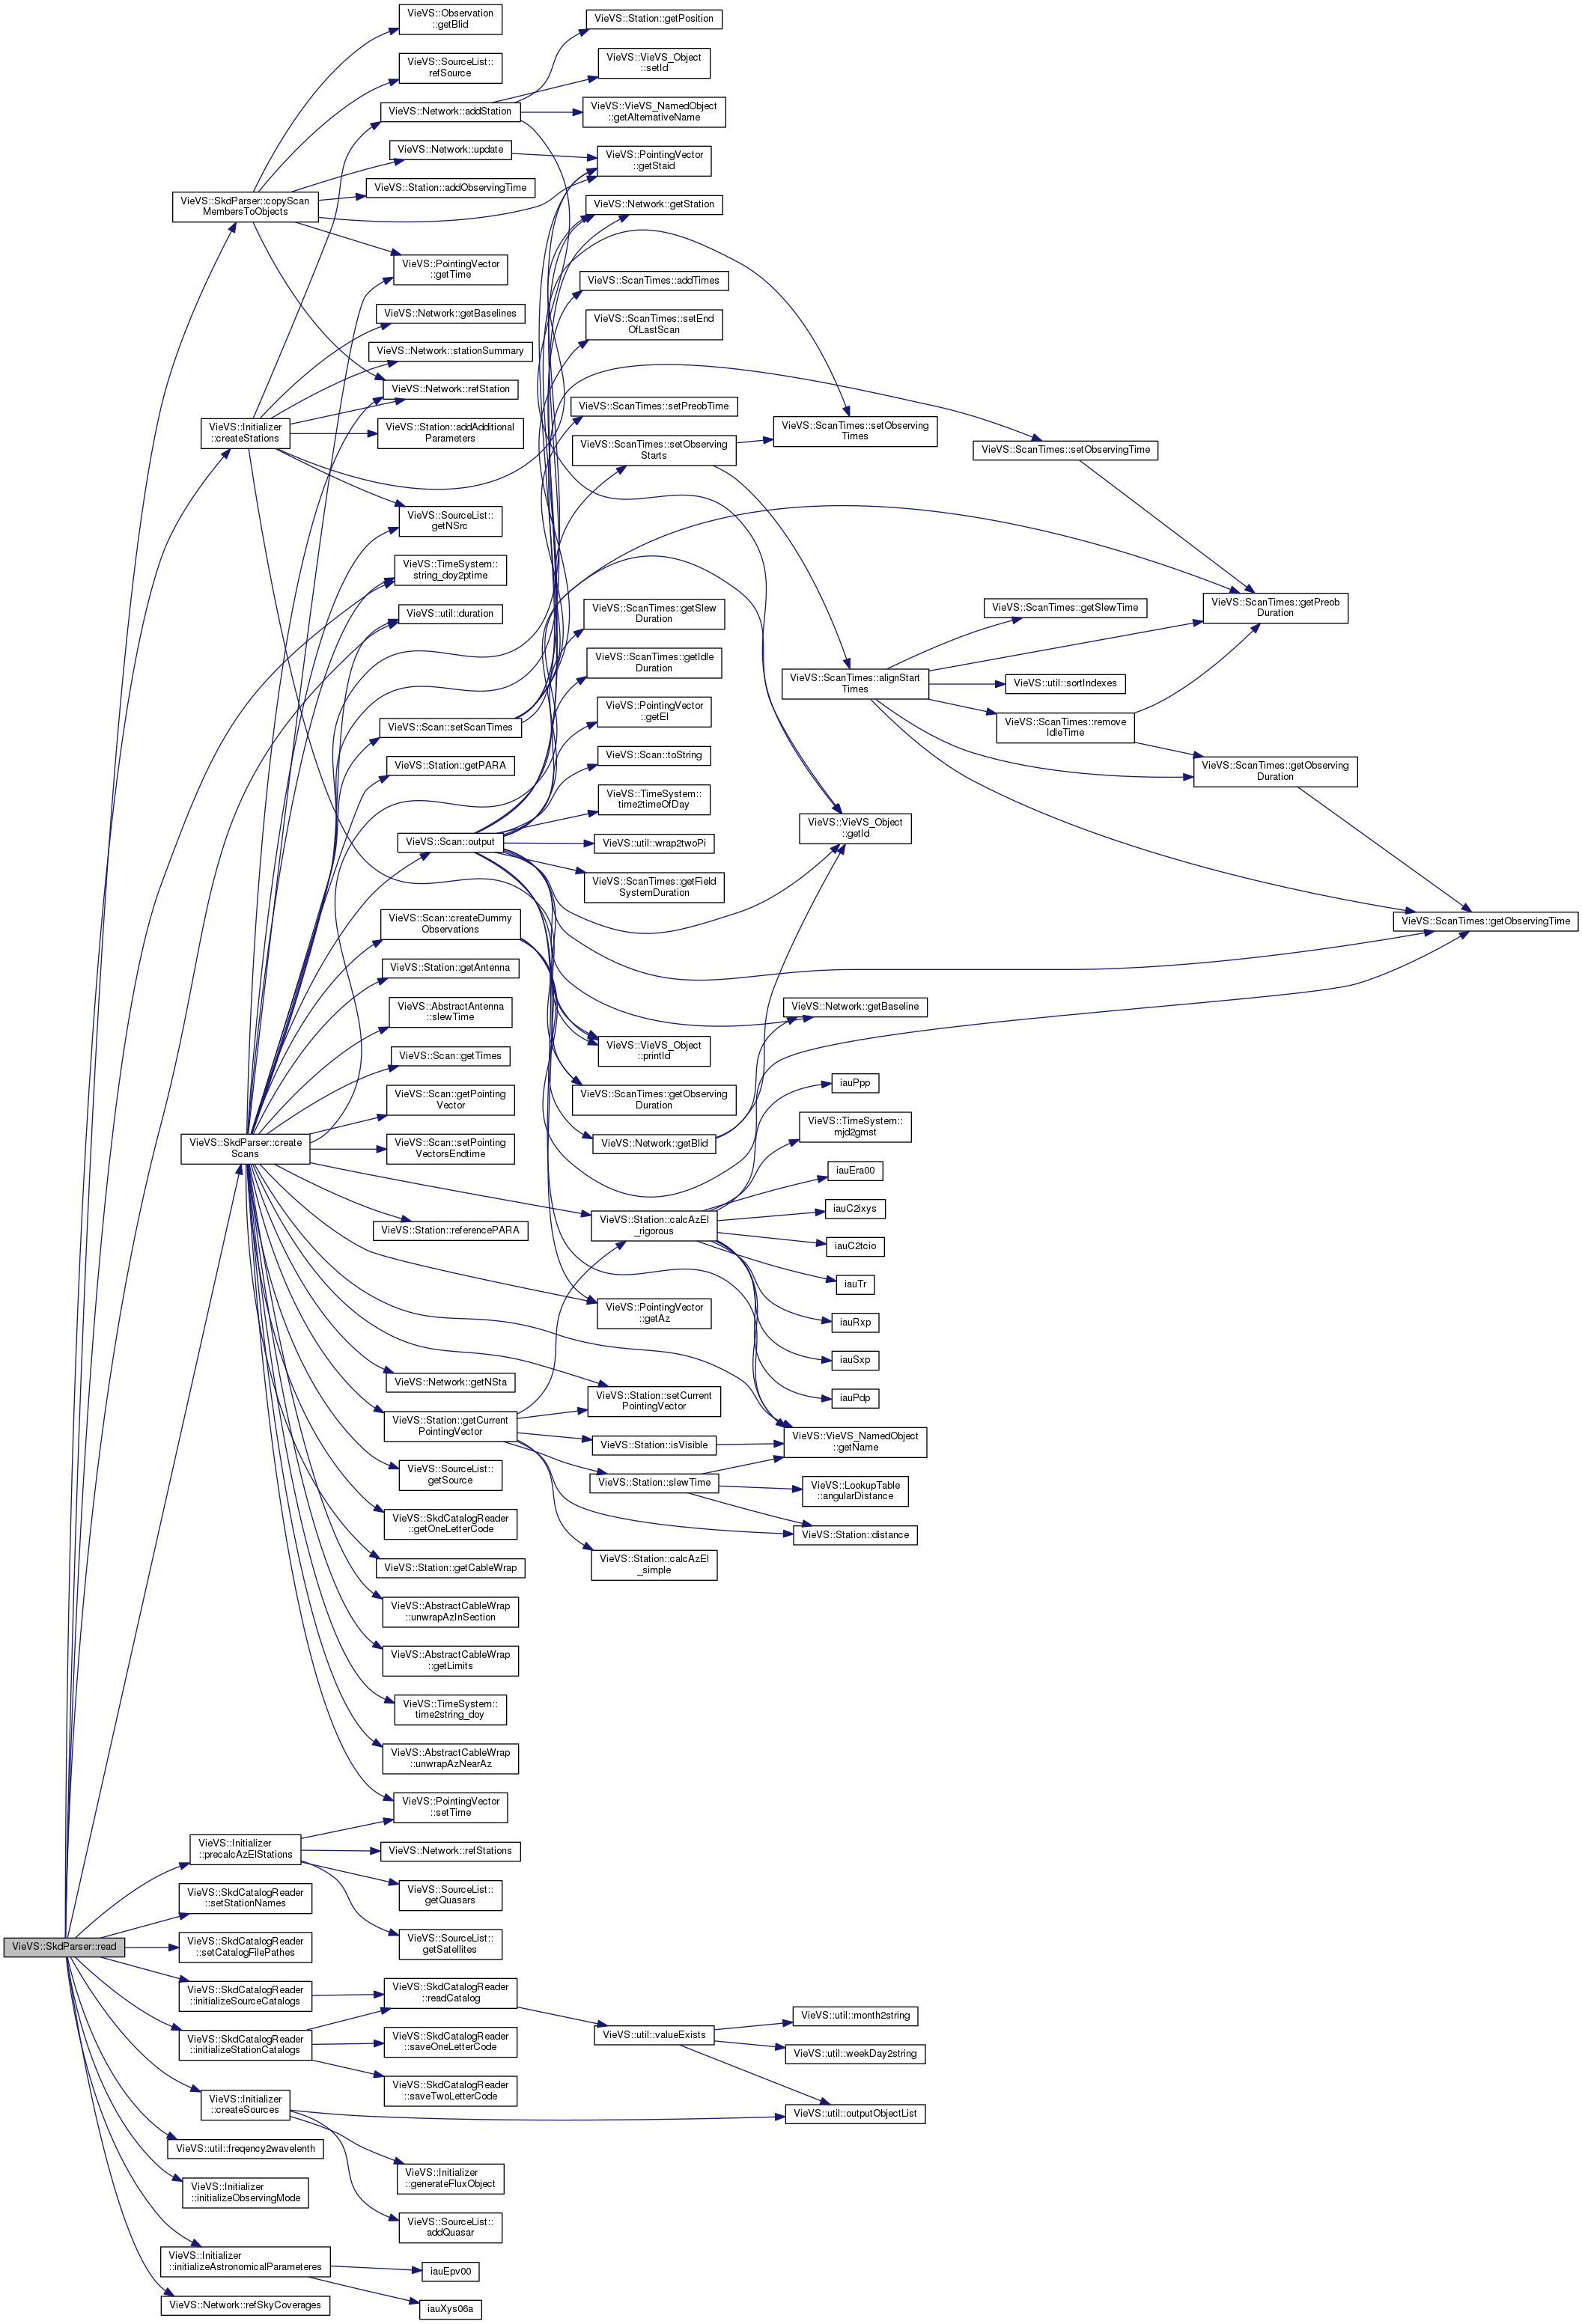 VieVS::SkdParser::read
VieVS::SkdParser::copyScan
MembersToObjects
VieVS::Initializer
::createStations
VieVS::SkdParser::create
Scans
VieVS::Initializer
::precalcAzElStations
VieVS::SkdCatalogReader
::setStationNames
VieVS::SkdCatalogReader
::setCatalogFilePathes
VieVS::SkdCatalogReader
::initializeSourceCatalogs
VieVS::SkdCatalogReader
::initializeStationCatalogs
VieVS::Initializer
::createSources
VieVS::util::freqency2wavelenth
VieVS::Initializer
::initializeObservingMode
VieVS::Initializer
::initializeAstronomicalParameteres
VieVS::Network::refSkyCoverages
VieVS::Observation
::getBlid
VieVS::SourceList::
refSource
VieVS::Network::addStation
VieVS::Network::update
VieVS::Station::addObservingTime
VieVS::PointingVector
::getTime
VieVS::Network::getBaselines
VieVS::Network::stationSummary
VieVS::Network::refStation
VieVS::Station::addAdditional
Parameters
VieVS::SourceList::
getNSrc
VieVS::TimeSystem::
string_doy2ptime
VieVS::util::duration
VieVS::Scan::setScanTimes
VieVS::Station::getPARA
VieVS::Scan::output
VieVS::Scan::createDummy
Observations
VieVS::Station::getAntenna
VieVS::AbstractAntenna
::slewTime
VieVS::Scan::getTimes
VieVS::Scan::getPointing
Vector
VieVS::Scan::setPointing
VectorsEndtime
VieVS::Station::referencePARA
VieVS::Network::getNSta
VieVS::Station::getCurrent
PointingVector
VieVS::SourceList::
getSource
VieVS::SkdCatalogReader
::getOneLetterCode
VieVS::Station::getCableWrap
VieVS::AbstractCableWrap
::unwrapAzInSection
VieVS::AbstractCableWrap
::getLimits
VieVS::TimeSystem::
time2string_doy
VieVS::AbstractCableWrap
::unwrapAzNearAz
VieVS::PointingVector
::setTime
VieVS::Network::refStations
VieVS::SourceList::
getQuasars
VieVS::SourceList::
getSatellites
VieVS::SkdCatalogReader
::readCatalog
VieVS::SkdCatalogReader
::saveOneLetterCode
VieVS::SkdCatalogReader
::saveTwoLetterCode
VieVS::Initializer
::generateFluxObject
VieVS::SourceList::
addQuasar
iauEpv00
iauXys06a
VieVS::Station::getPosition
VieVS::VieVS_Object
::setId
VieVS::VieVS_NamedObject
::getAlternativeName
VieVS::PointingVector
::getStaid
VieVS::Network::getStation
VieVS::ScanTimes::addTimes
VieVS::ScanTimes::setEnd
OfLastScan
VieVS::ScanTimes::setPreobTime
VieVS::ScanTimes::setObserving
Starts
VieVS::ScanTimes::getSlew
Duration
VieVS::ScanTimes::getIdle
Duration
VieVS::PointingVector
::getEl
VieVS::Scan::toString
VieVS::TimeSystem::
time2timeOfDay
VieVS::util::wrap2twoPi
VieVS::ScanTimes::getField
SystemDuration
VieVS::VieVS_Object
::printId
VieVS::ScanTimes::getObserving
Duration
VieVS::Network::getBlid
VieVS::Station::calcAzEl
_rigorous
VieVS::PointingVector
::getAz
VieVS::Station::setCurrent
PointingVector
VieVS::Station::isVisible
VieVS::Station::slewTime
VieVS::Station::calcAzEl
_simple
VieVS::util::valueExists
VieVS::ScanTimes::setObserving
Times
VieVS::ScanTimes::alignStart
Times
VieVS::VieVS_Object
::getId
VieVS::Network::getBaseline
iauPpp
VieVS::TimeSystem::
mjd2gmst
iauEra00
iauC2ixys
iauC2tcio
iauTr
iauRxp
iauSxp
iauPdp
VieVS::VieVS_NamedObject
::getName
VieVS::LookupTable
::angularDistance
VieVS::Station::distance
VieVS::util::month2string
VieVS::util::weekDay2string
VieVS::util::outputObjectList
VieVS::ScanTimes::setObservingTime
VieVS::ScanTimes::getSlewTime
VieVS::util::sortIndexes
VieVS::ScanTimes::remove
IdleTime
VieVS::ScanTimes::getPreob
Duration
VieVS::ScanTimes::getObserving
Duration
VieVS::ScanTimes::getObservingTime